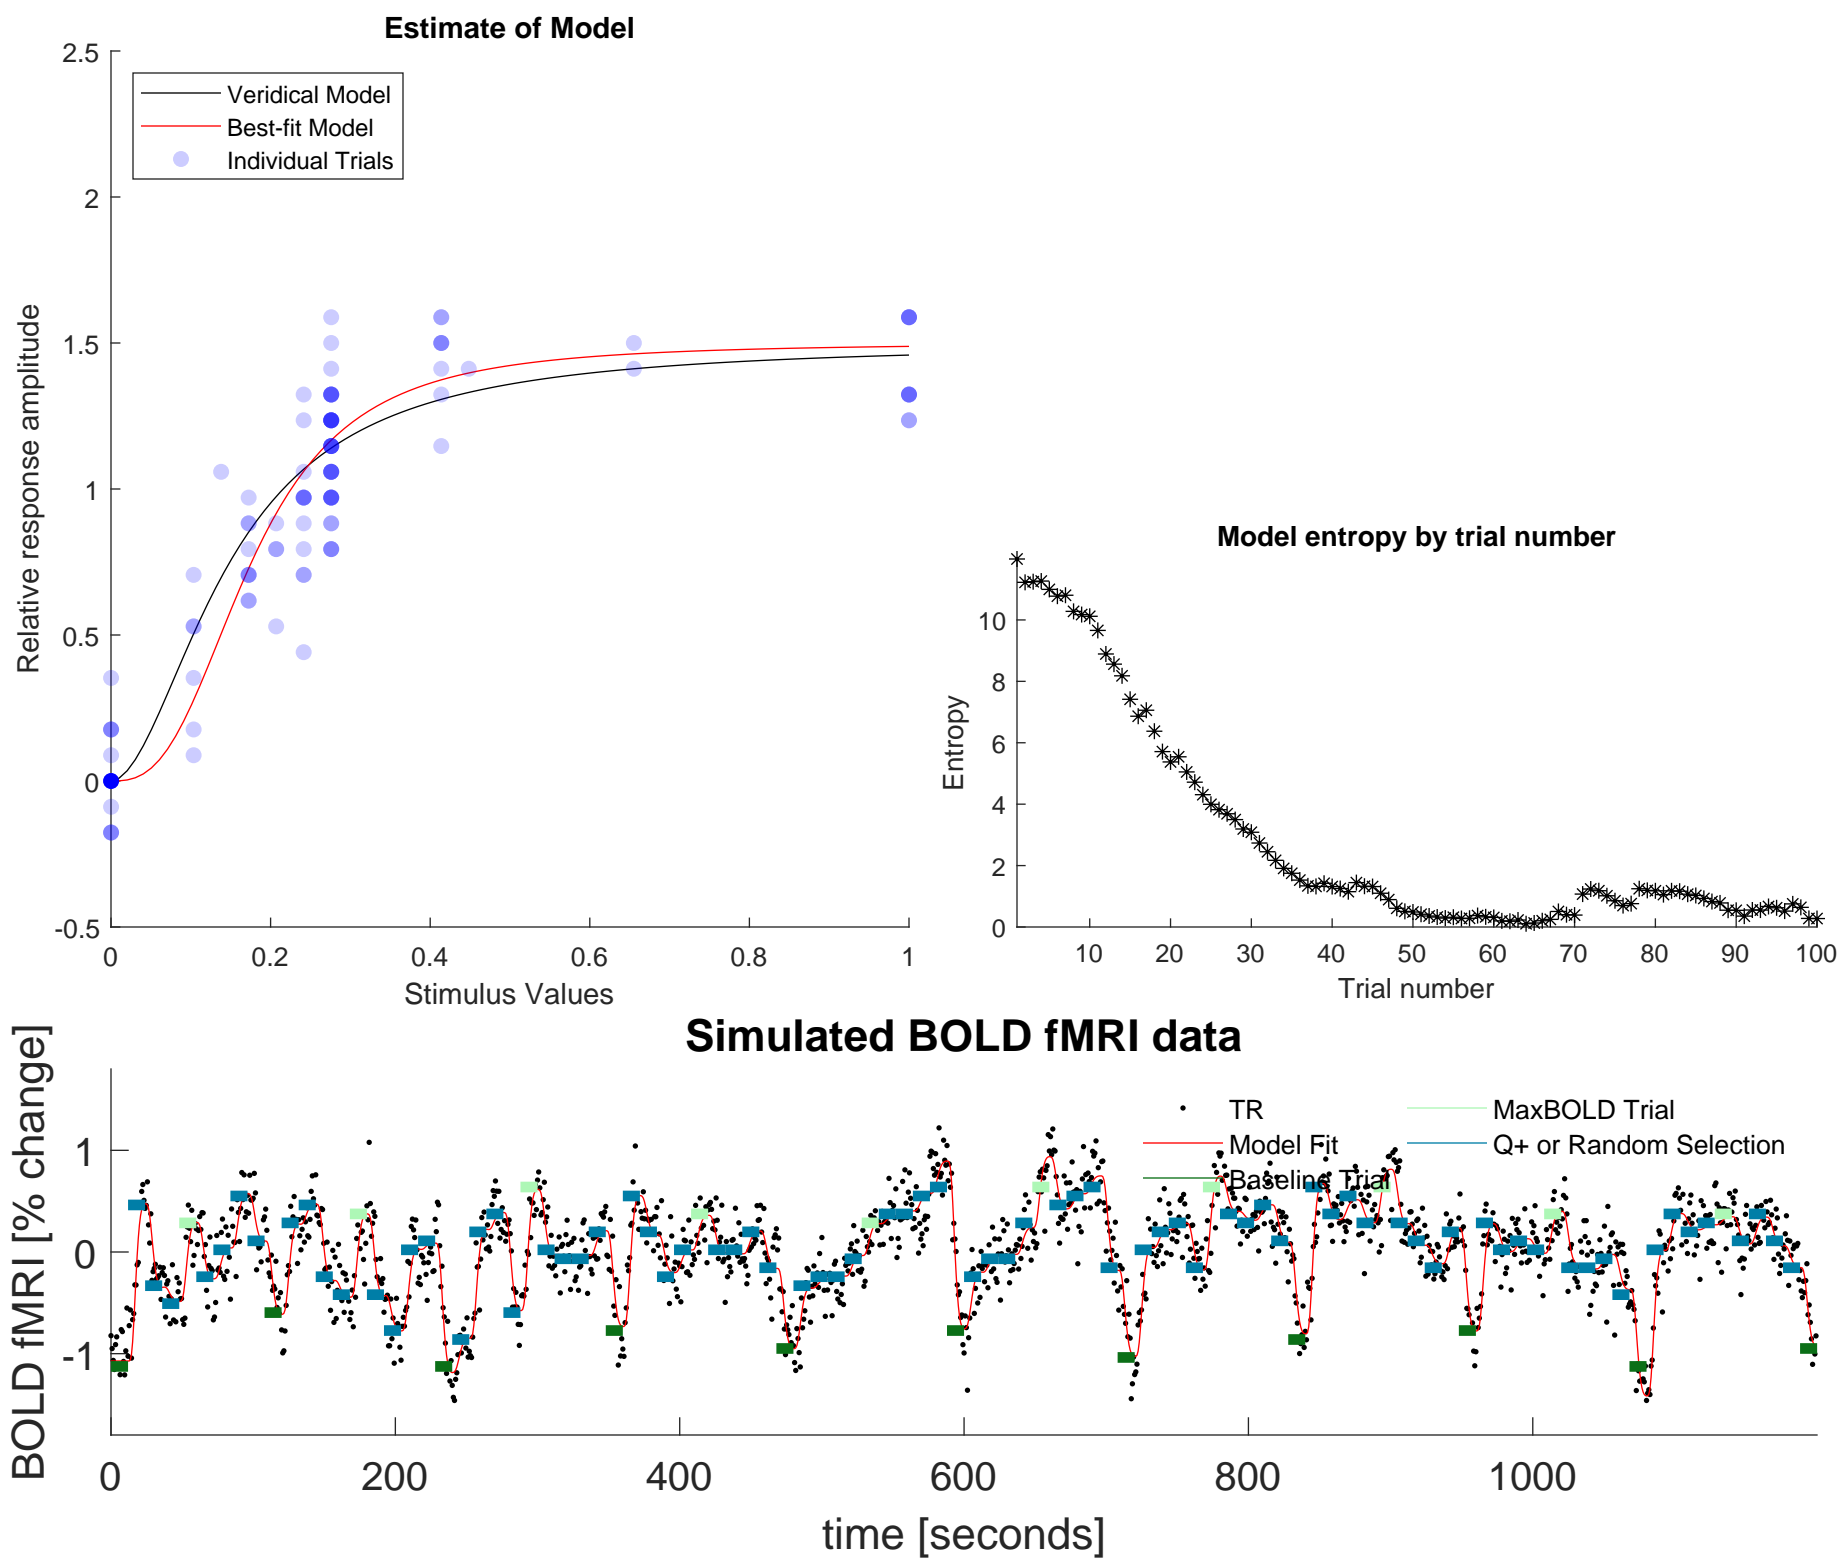 Estimate of Model
2.5
2
1.5
1
0.5
0
-0.5
Relative response amplitude
Veridical Model
Best-fit Model
Individual Trials
0
0.2
0.4
0.6
0.8
1
Stimulus Values
Model entropy by trial number
10
8
6
4
2
0
Entropy
10
20
30
40
50
60
70
80
90
100
Trial number
Simulated BOLD fMRI data
BOLD fMRI [% change]
1
0
-1
TR
Model Fit
Baseline Trial
MaxBOLD Trial
Q+ or Random Selection
0
200
400
600
800
1000
time [seconds]